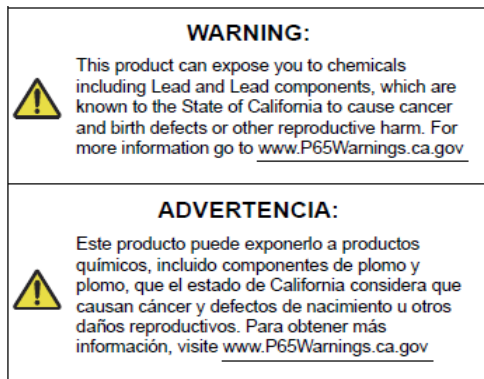 WARNING:
This product can expose you to chemicals
including Lead and Lead components, which are
known to the State of California to cause cancer
and birth defects or other reproductive harm. For
more information go to www.P65Warnings.ca.gov
ADVERTENCIA:
Este producto puede exponerlo a productos
químicos, incluido componentes de plomo y
plomo, que el estado de California considera que
causan cáncer y defectos de nacimiento u otros
daños reproductivos. Para obtener más
información, visite www.P65Warnings.ca.gov